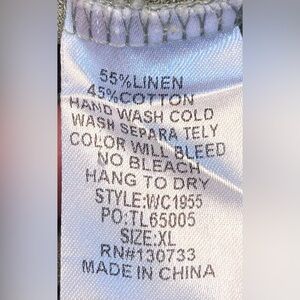 55%LINEN
45%COTTON
HAND WASH COLD
WASH SEPARA TELY
COLOR WILL BLEED
NO BLEACH
HANG TO DRY
STYLE:WC1955
PO:TL65005
SIZE:XL
RN#130733
MADE IN CHINA